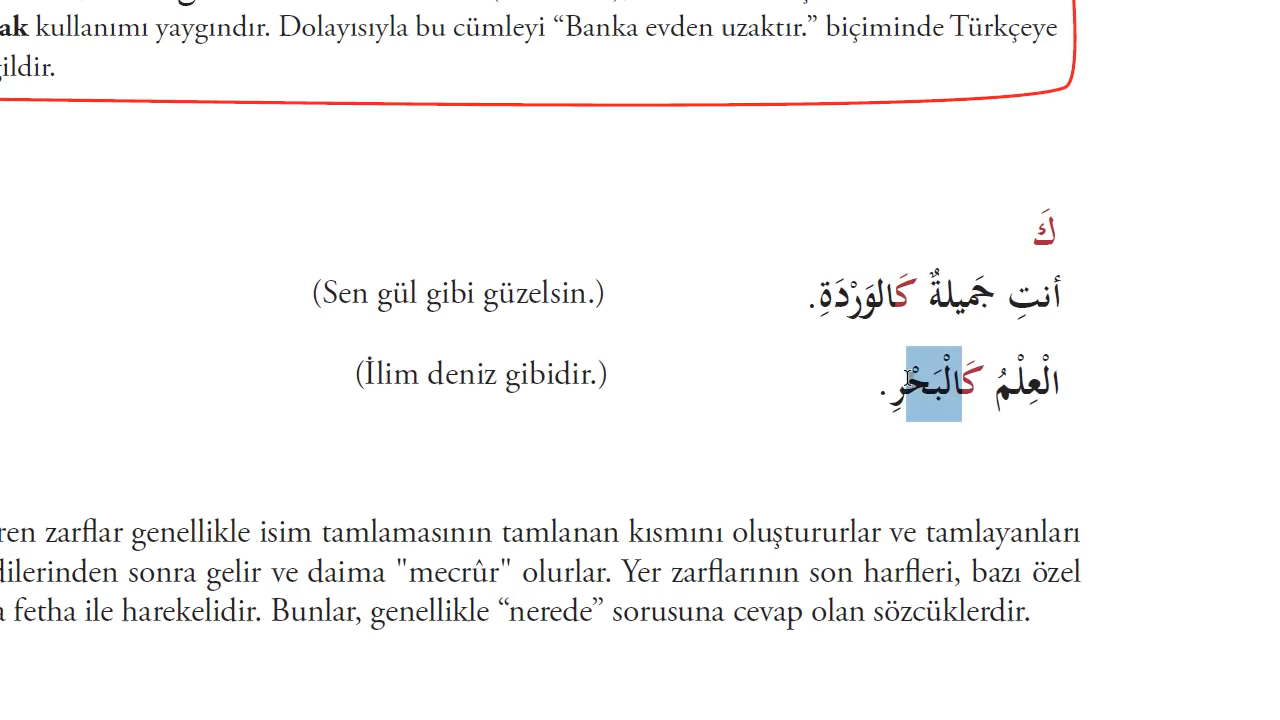 ak kullanımı yaygındır. Dolayısıyla bu cümleyi “Banka evden uzaktır.” biçiminde Türkçeye
ildir.
كَ
أنتِ جَميلةٌ كَالوَرْدَةِ. (Sen gül gibi güzelsin.)
الْعِلْمُ كَالْبَحْرِ. (İlim deniz gibidir.)
ren zarflar genellikle isim tamlamasının tamlanan kısmını oluştururlar ve tamlayanları
dilerinden sonra gelir ve daima "mecrûr" olurlar. Yer zarflarının son harfleri, bazı özel
a fetha ile harekelidir. Bunlar, genellikle “nerede” sorusuna cevap olan sözcüklerdir.